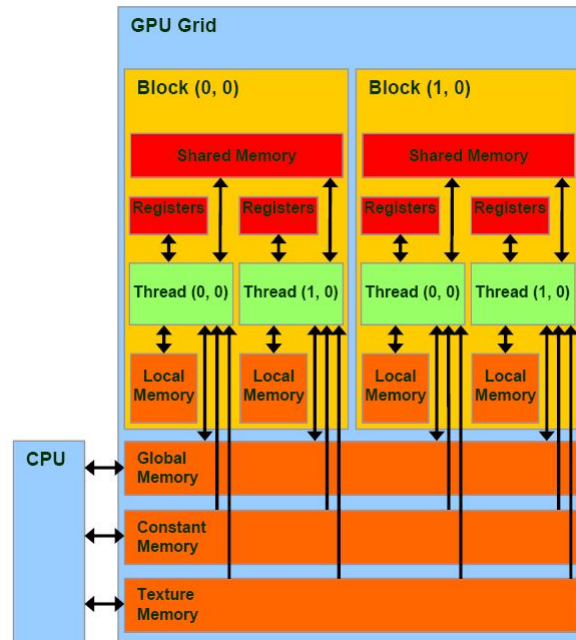 GPU Grid
Block (0, 0)
Block (1, 0)
Shared Memory
Shared Memory
Registers
Registers
Registers
Registers
Thread (0, 0)
Thread (1, 0)
Thread (0, 0)
Thread (1, 0)
Local
Memory
Local
Memory
Local
Memory
Local
Memory
CPU
Global
Memory
Constant
Memory
Texture
Memory